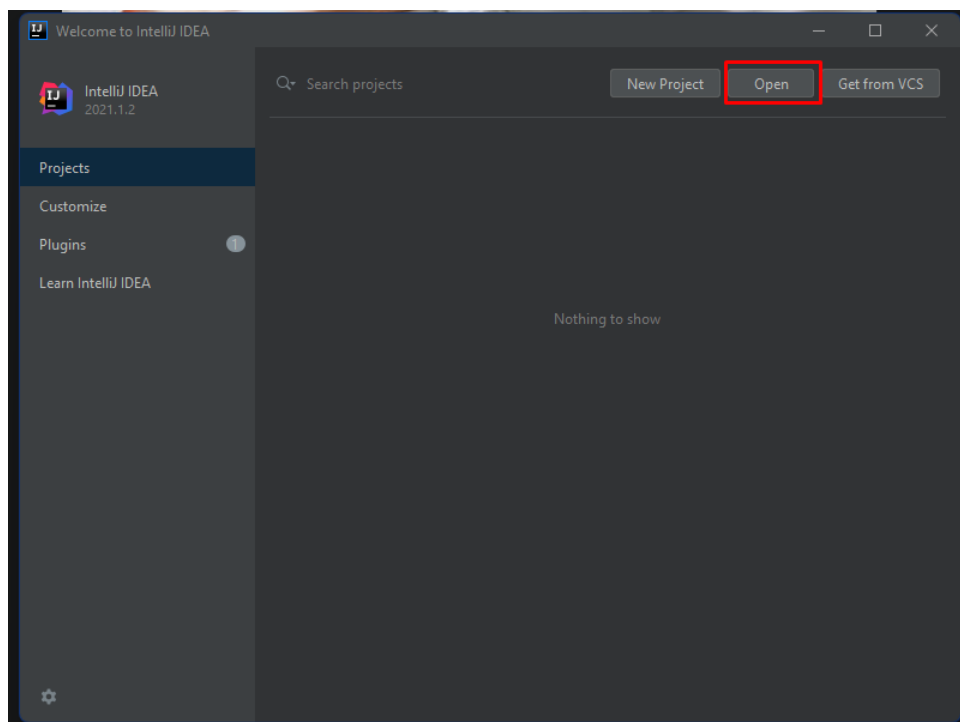 Welcome to IntelliJ IDEA
IntelliJ IDEA
2021.1.2
Search projects
New Project
Open
Get from VCS
Projects
Customize
Plugins
1
Learn IntelliJ IDEA
Nothing to show